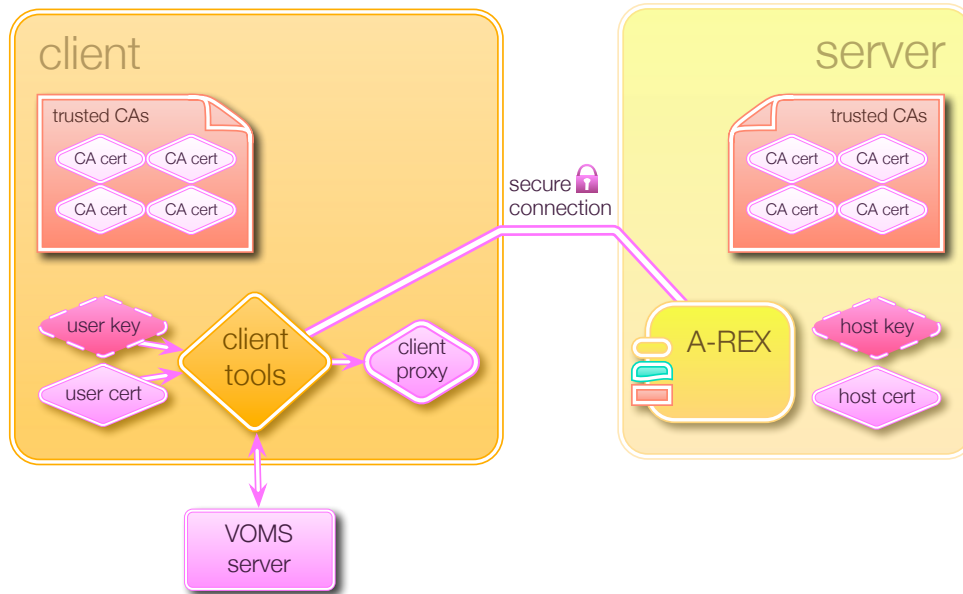 client
trusted CAs
CA cert CA cert
CA cert CA cert
user key
user cert
client
tools
client
proxy
VOMS
server
secure
connection
server
trusted CAs
CA cert CA cert
CA cert CA cert
A-REX
host key
host cert